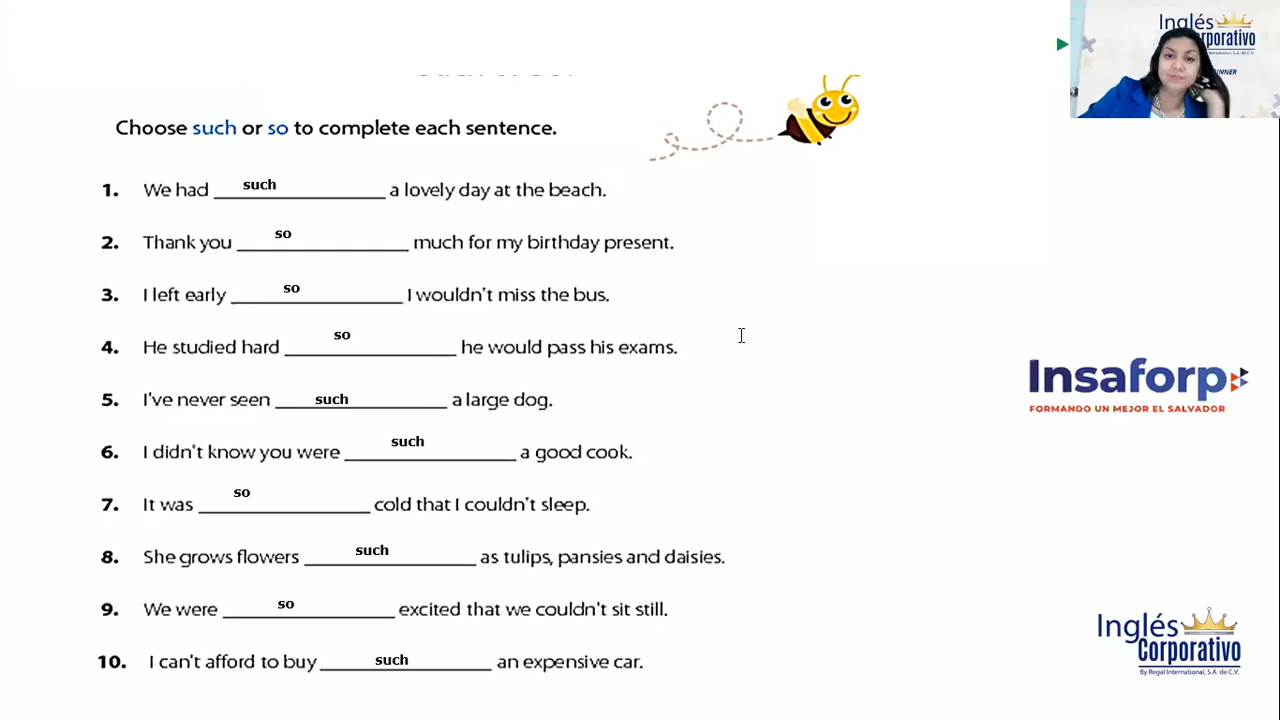 Choose such or so to complete each sentence.
1. We had such a lovely day at the beach.
2. Thank you so much for my birthday present.
3. I left early so I wouldn't miss the bus.
4. He studied hard so he would pass his exams.
5. I've never seen such a large dog.
6. I didn't know you were such a good cook.
7. It was so cold that I couldn't sleep.
8. She grows flowers such as tulips, pansies and daisies.
9. We were so excited that we couldn't sit still.
10. I can't afford to buy such an expensive car.
Inglés
Insaforp
FORMANDO UN MEJOR EL SALVADOR
Inglés
Corporativo
By Regal International, S.A. de C.V.